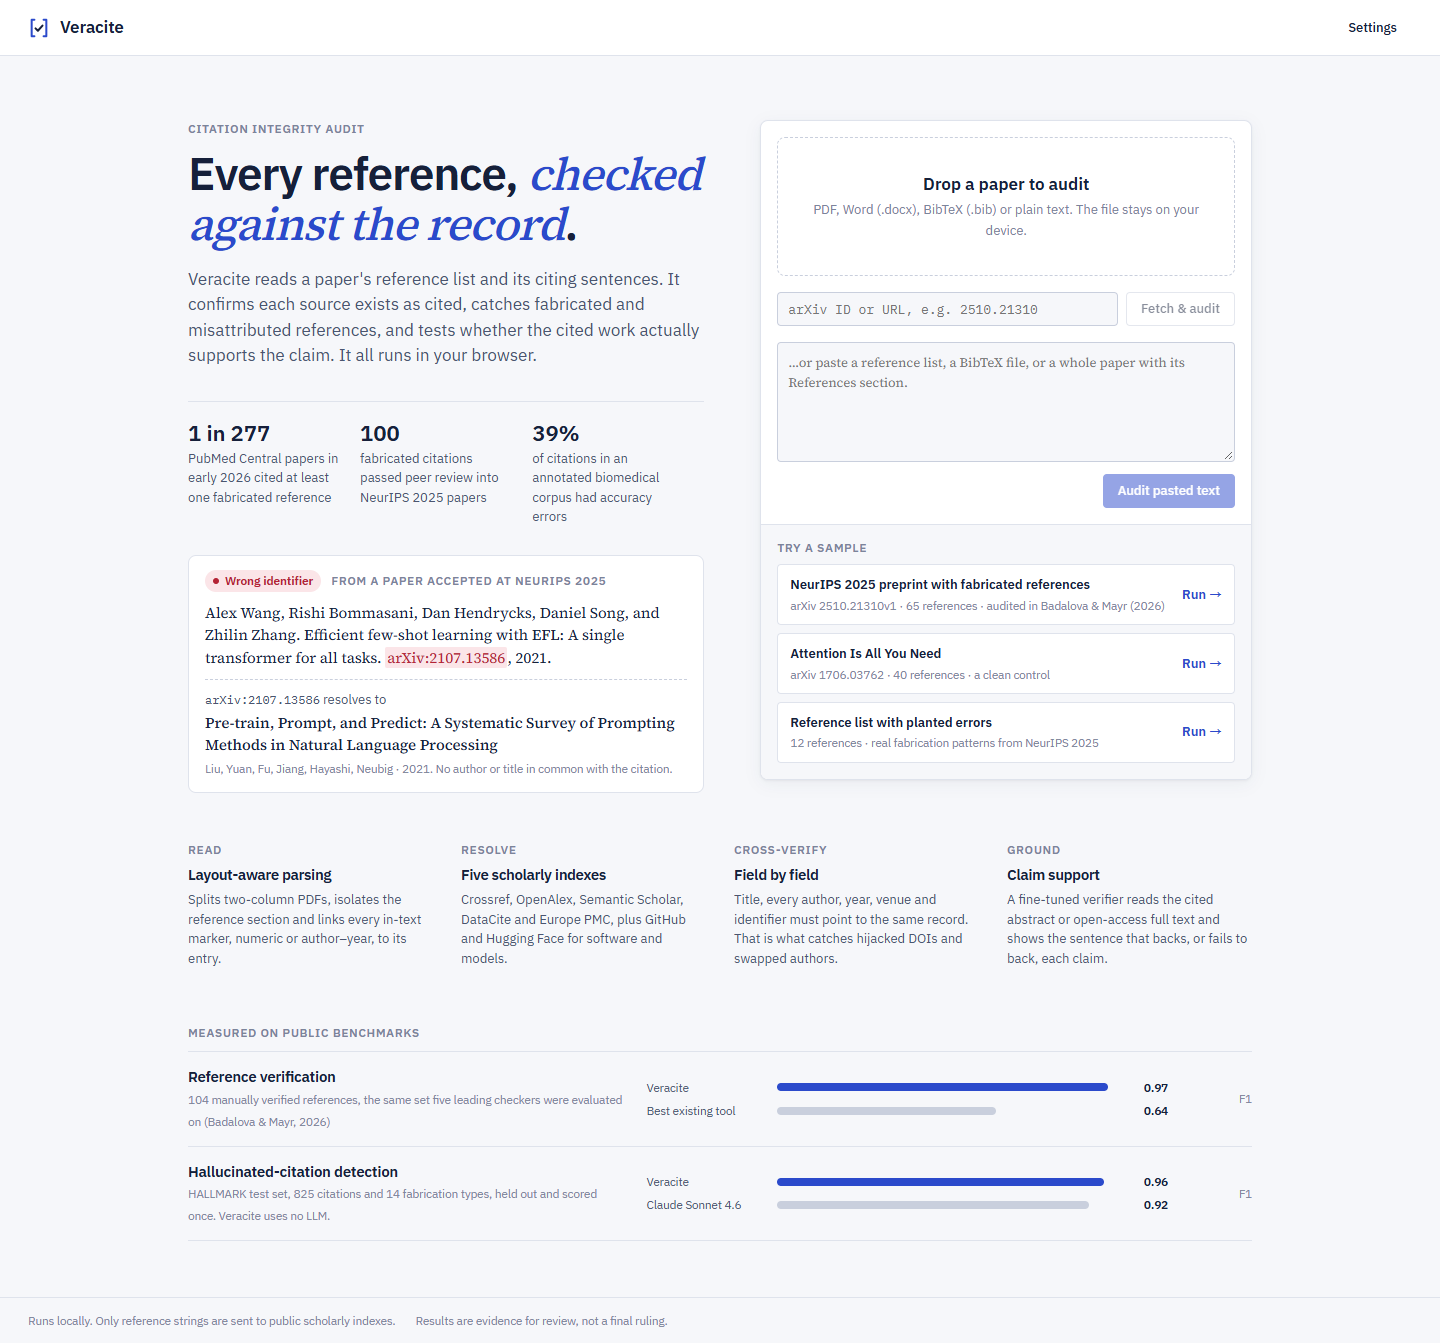 Veracite
Settings
CITATION INTEGRITY AUDIT
Every reference, checked
against the record.
Veracite reads a paper's reference list and its citing sentences. It
confirms each source exists as cited, catches fabricated and
misattributed references, and tests whether the cited work actually
supports the claim. It all runs in your browser.
1 in 277
PubMed Central papers in
early 2026 cited at least
one fabricated reference
100
fabricated citations
passed peer review into
NeurIPS 2025 papers
39%
of citations in an
annotated biomedical
corpus had accuracy
errors
Wrong identifier
FROM A PAPER ACCEPTED AT NEURIPS 2025
Alex Wang, Rishi Bommasani, Dan Hendrycks, Daniel Song, and
Zhilin Zhang. Efficient few-shot learning with EFL: A single
transformer for all tasks. arXiv:2107.13586, 2021.
arXiv:2107.13586 resolves to
Pre-train, Prompt, and Predict: A Systematic Survey of Prompting
Methods in Natural Language Processing
Liu, Yuan, Fu, Jiang, Hayashi, Neubig · 2021. No author or title in common with the citation.
Drop a paper to audit
PDF, Word (.docx), BibTeX (.bib) or plain text. The file stays on your
device.
arXiv ID or URL, e.g. 2510.21310
Fetch & audit
...or paste a reference list, a BibTeX file, or a whole paper with its
References section.
Audit pasted text
TRY A SAMPLE
NeurIPS 2025 preprint with fabricated references
arXiv 2510.21310v1 · 65 references · audited in Badalova & Mayr (2026)
Run →
Attention Is All You Need
arXiv 1706.03762 · 40 references · a clean control
Run →
Reference list with planted errors
12 references · real fabrication patterns from NeurIPS 2025
Run →
READ
Layout-aware parsing
Splits two-column PDFs, isolates the
reference section and links every in-text
marker, numeric or author–year, to its
entry.
RESOLVE
Five scholarly indexes
Crossref, OpenAlex, Semantic Scholar,
DataCite and Europe PMC, plus GitHub
and Hugging Face for software and
models.
CROSS-VERIFY
Field by field
Title, every author, year, venue and
identifier must point to the same record.
That is what catches hijacked DOIs and
swapped authors.
GROUND
Claim support
A fine-tuned verifier reads the cited
abstract or open-access full text and
shows the sentence that backs, or fails to
back, each claim.
MEASURED ON PUBLIC BENCHMARKS
Reference verification
104 manually verified references, the same set five leading checkers were evaluated
on (Badalova & Mayr, 2026)
Veracite
0.97
Best existing tool
0.64
F1
Hallucinated-citation detection
HALLMARK test set, 825 citations and 14 fabrication types, held out and scored
once. Veracite uses no LLM.
Veracite
0.96
Claude Sonnet 4.6
0.92
F1
Runs locally. Only reference strings are sent to public scholarly indexes.
Results are evidence for review, not a final ruling.